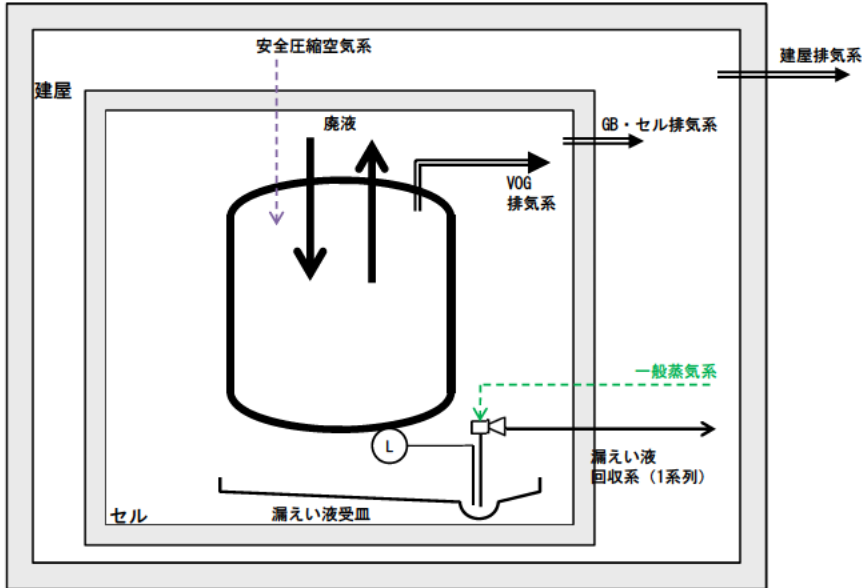 安全圧縮空気系
建屋排気系
建屋
廃液
GB・セル排気系
VOG
排気系
一般蒸気系
L
漏えい液
回収系（1系列）
漏えい液受皿
セル